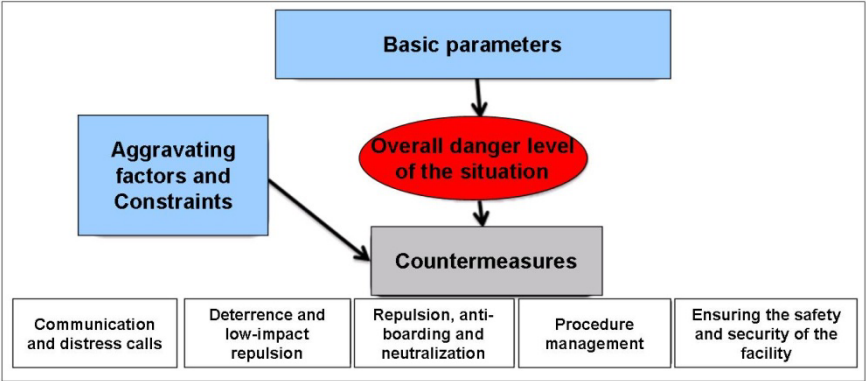 Basic parameters
Overall danger level
of the situation
Aggravating
factors and
Constraints
Countermeasures
Communication
and distress calls
Deterrence and
low-impact
repulsion
Repulsion, anti-
boarding and
neutralization
Procedure
management
Ensuring the safety
and security of the
facility